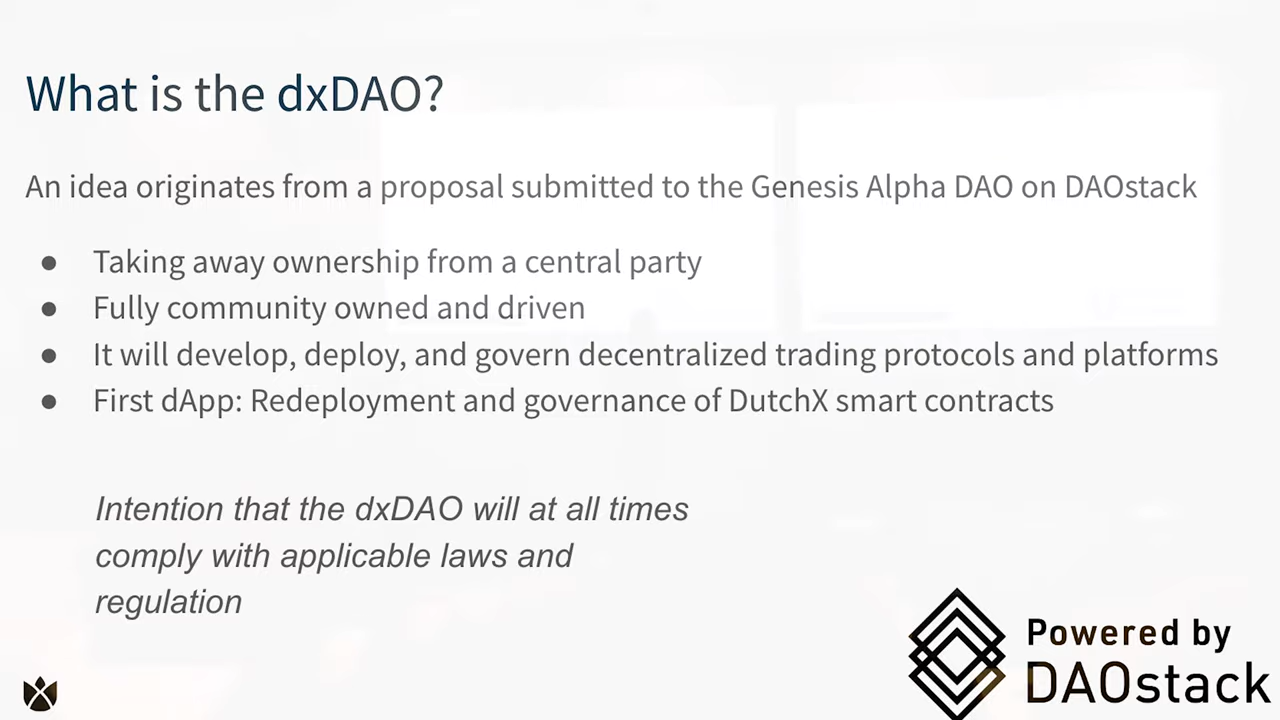 What is the dxDAO?
An idea originates from a proposal submitted to the Genesis Alpha DAO on DAOstack
● Taking away ownership from a central party
● Fully community owned and driven
● It will develop, deploy, and govern decentralized trading protocols and platforms
● First dApp: Redeployment and governance of DutchX smart contracts
Intention that the dxDAO will at all times
comply with applicable laws and
regulation
Powered by
DAOstack